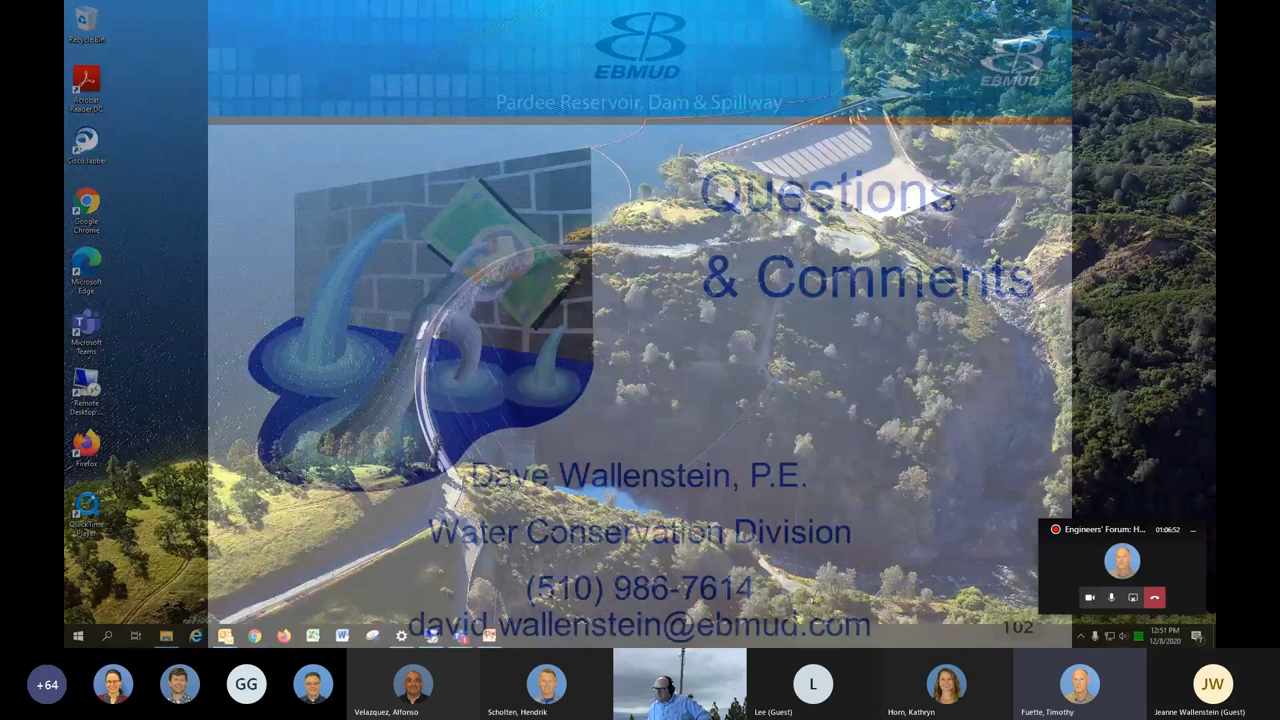 Recycle Bin
Acrobat
Reader DC
Cisco Jabber
Google
Chrome
Microsoft
Edge
Microsoft
Teams
Remote
Desktop ...
Firefox
QuickTime
Player
EBMUD
EBMUD
Pardee Reservoir, Dam & Spillway
Questions
& Comments
Dave Wallenstein, P.E.
Water Conservation Division
(510) 986-7614
david.wallenstein@ebmud.com
102
Engineers' Forum: H...
01:06:52
12:51 PM
12/8/2020
+64
GG
Velazquez, Alfonso
Scholten, Hendrik
L
Lee (Guest)
Horn, Kathryn
Fuette, Timothy
JW
Jeanne Wallenstein (Guest)